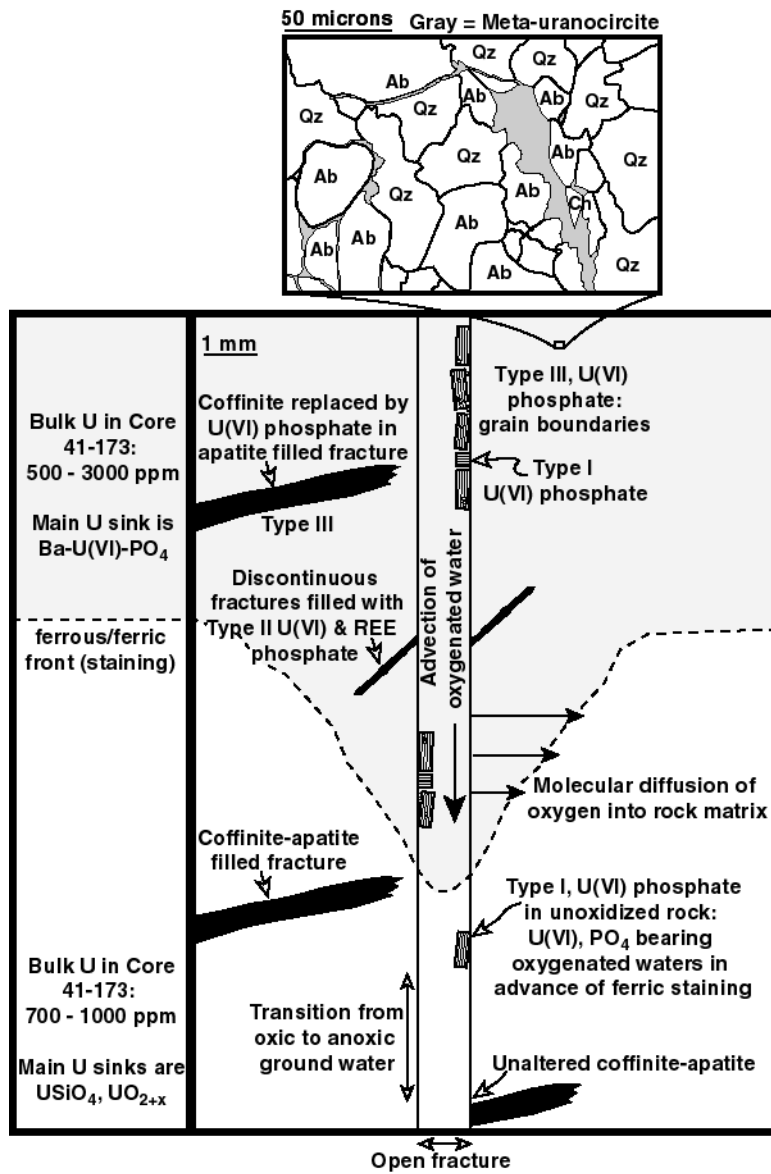 50 microns Gray = Meta-uranocircite
Qz
Qz
Ab
Ab
Ab
Qz
Qz
Qz
Qz
Ab
Qz
Ab
Qz
Ab
Ch
Ab
Ab
Ab
Ab
Qz
1 mm
Bulk U in Core
41-173:
500 - 3000 ppm
Main U sink is
Ba-U(VI)-PO4
Coffinite replaced by
U(VI) phosphate in
apatite filled fracture
Type III
Type III, U(VI)
phosphate:
grain boundaries
Type I
U(VI) phosphate
Discontinuous
fractures filled with
Type II U(VI) & REE
phosphate
Advection of
oxygenated water
ferrous/ferric
front (staining)
Molecular diffusion of
oxygen into rock matrix
Coffinite-apatite
filled fracture
Type I, U(VI) phosphate
in unoxidized rock:
U(VI), PO4 bearing
oxygenated waters in
advance of ferric staining
Bulk U in Core
41-173:
700 - 1000 ppm
Main U sinks are
USiO4, UO2+x
Transition from
oxic to anoxic
ground water
Unaltered coffinite-apatite
Open fracture